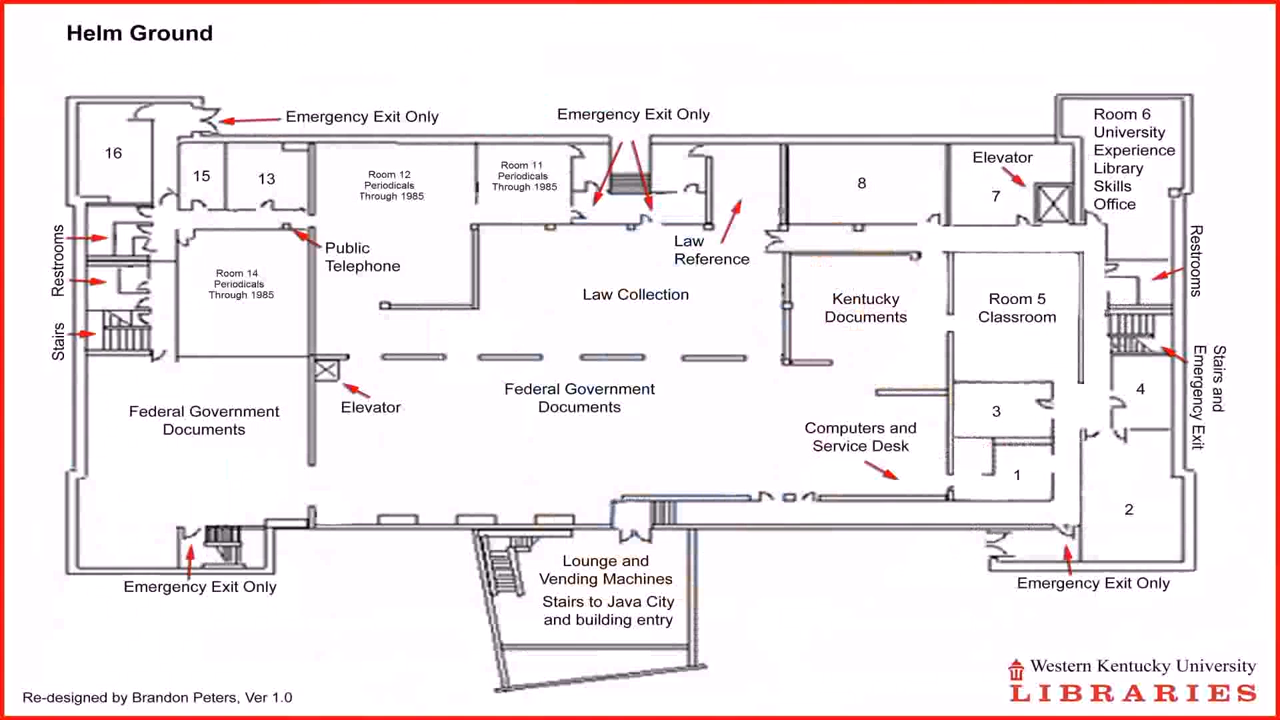 Helm Ground
Emergency Exit Only
Emergency Exit Only
16
15
13
Room 12
Periodicals
Through 1985
Room 11
Periodicals
Through 1985
8
Elevator
7
Room 6
University
Experience
Library
Skills
Office
Restrooms
Public
Telephone
Law
Reference
Restrooms
Room 14
Periodicals
Through 1985
Law Collection
Kentucky
Documents
Room 5
Classroom
Stairs
Stairs and
Emergency Exit
Elevator
Federal Government
Documents
Federal Government
Documents
3
4
Computers and
Service Desk
1
2
Emergency Exit Only
Lounge and
Vending Machines
Stairs to Java City
and building entry
Emergency Exit Only
Re-designed by Brandon Peters, Ver 1.0
Western Kentucky University
LIBRARIES